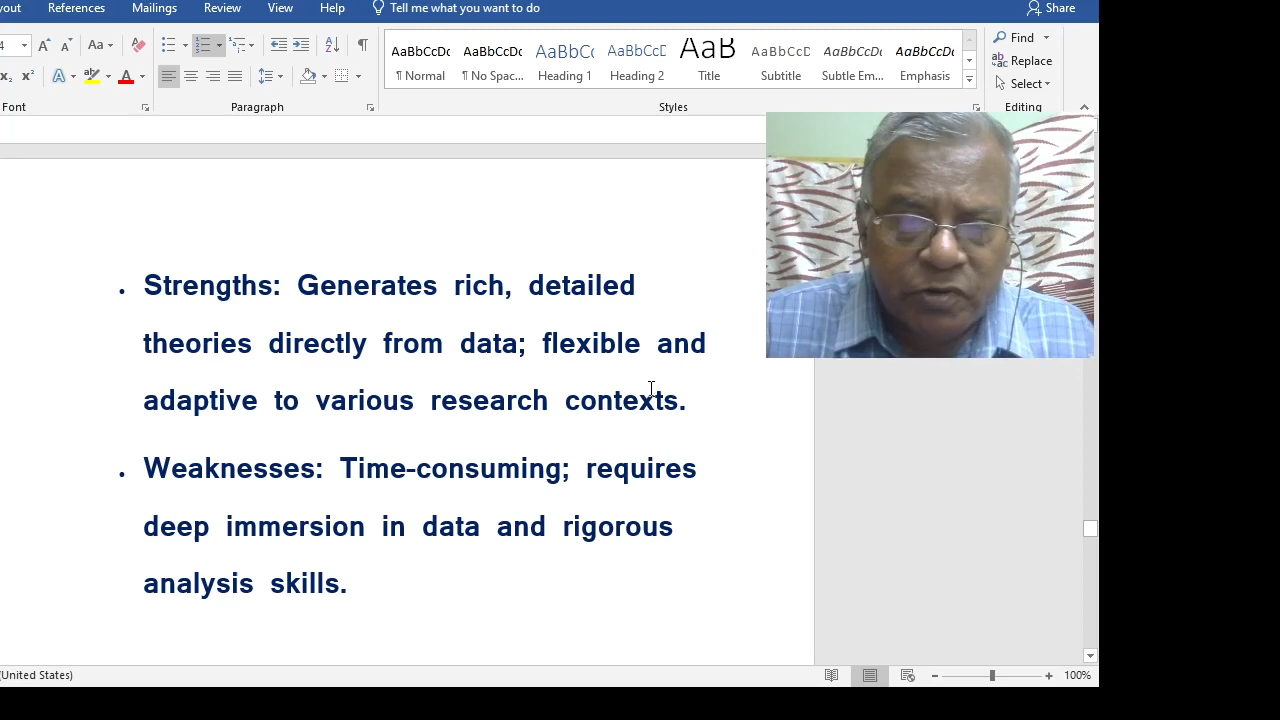 yout References Mailings Review View Help Tell me what you want to do Share
4 A A Aa
AaBbCcDc AaBbCcDc AaBbCc AaBbCcD AaB AaBbCcD AaBbCcDc AaBbCcDc
¶ Normal ¶ No Spac... Heading 1 Heading 2 Title Subtitle Subtle Em... Emphasis
Find
Replace
Select
Font Paragraph Styles Editing
• Strengths: Generates rich, detailed
theories directly from data; flexible and
adaptive to various research contexts.
• Weaknesses: Time-consuming; requires
deep immersion in data and rigorous
analysis skills.
(United States) 100%